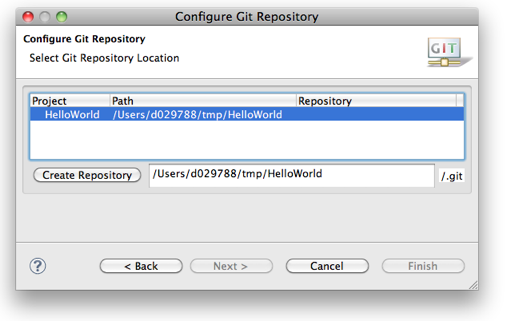 Configure Git Repository
Configure Git Repository
Select Git Repository Location
GIT
Project Path Repository
HelloWorld /Users/d029788/tmp/HelloWorld
Create Repository /Users/d029788/tmp/HelloWorld /.git
? < Back Next > Cancel Finish